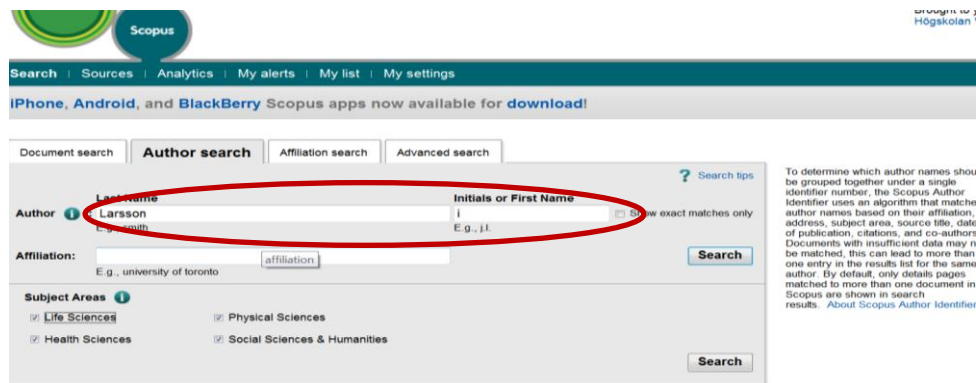 Scopus
Brought to
Högskolan
Search | Sources | Analytics | My alerts | My list | My settings
iPhone, Android, and BlackBerry Scopus apps now available for download!
Document search Author search Affiliation search Advanced search
? Search tips
Last Name Initials or First Name
Author i : Larsson i Show exact matches only
E.g., smith E.g., j.l.
Affiliation: affiliation Search
E.g., university of toronto
Subject Areas i
Life Sciences Physical Sciences
Health Sciences Social Sciences & Humanities
Search
To determine which author names
be grouped together under a single
identifier number, the Scopus Author
Identifier uses an algorithm that
author names based on their affiliation,
address, subject area, source title,
of publication, citations, and co-authors.
Documents with insufficient data may
be matched, this can lead to more than
one entry in the results list for the same
author. By default, only details pages
matched to more than one document in
Scopus are shown in search
results. About Scopus Author Identifier